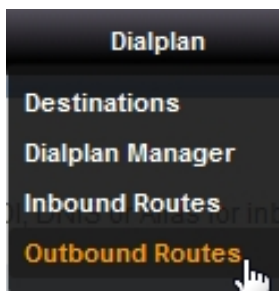 Dialplan
Destinations
Dialplan Manager
Inbound Routes
Outbound Routes